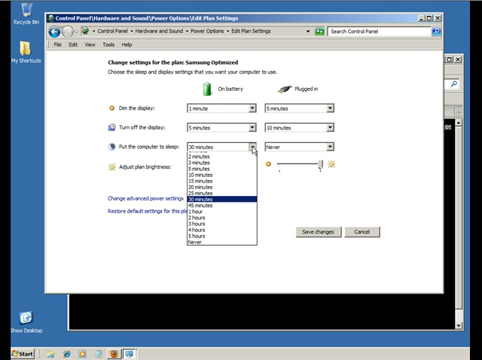 Recycle Bin
My Shortcuts
Show Desktop
Control Panel\Hardware and Sound\Power Options\Edit Plan Settings
Control Panel ▸ Hardware and Sound ▸ Power Options ▸ Edit Plan Settings
Search Control Panel
File Edit View Tools Help
Change settings for the plan: Samsung Optimized
Choose the sleep and display settings that you want your computer to use.
On battery Plugged in
Dim the display: 1 minute 5 minutes
Turn off the display: 5 minutes 10 minutes
Put the computer to sleep: 30 minutes Never
2 minutes
3 minutes
5 minutes
10 minutes
15 minutes
20 minutes
25 minutes
30 minutes
45 minutes
1 hour
2 hours
3 hours
4 hours
5 hours
Never
Adjust plan brightness:
Change advanced power settings
Restore default settings for this pl
Save changes Cancel
Start